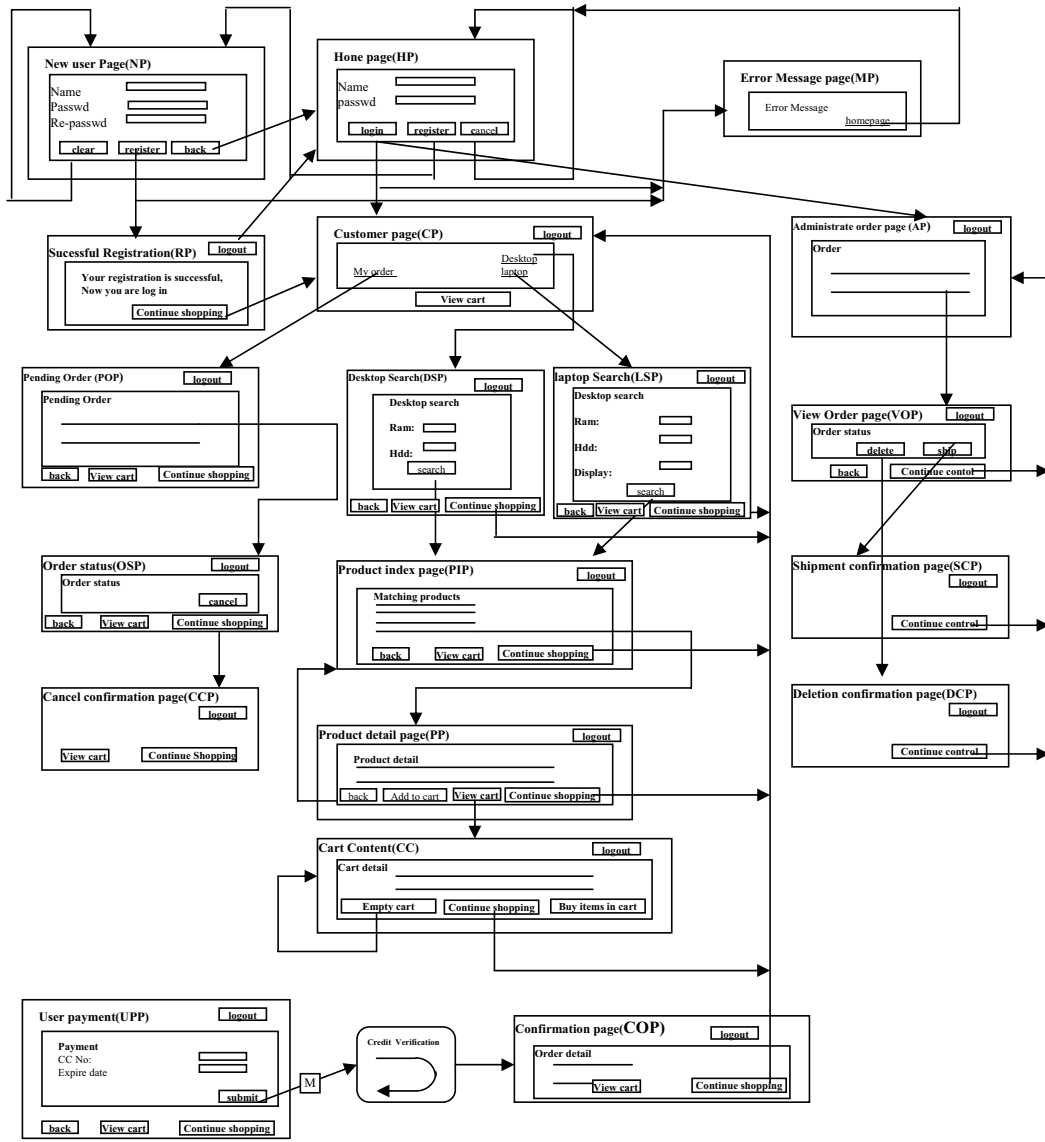 New user Page(NP)
Name
Passwd
Re-passwd
clear register back
Hone page(HP)
Name
passwd
login register cancel
Error Message page(MP)
Error Message
homepage
Sucessful Registration(RP)
logout
Your registration is successful,
Now you are log in
Continue shopping
Customer page(CP)
logout
My order
Desktop
laptop
View cart
Administrate order page (AP)
logout
Order
Pending Order (POP)
logout
Pending Order
back View cart Continue shopping
Desktop Search(DSP)
logout
Desktop search
Ram:
Hdd:
search
back View cart Continue shopping
laptop Search(LSP)
logout
Desktop search
Ram:
Hdd:
Display:
search
back View cart Continue shopping
View Order page(VOP)
logout
Order status
delete ship
back Continue contol
Order status(OSP)
logout
Order status
cancel
back View cart Continue shopping
Product index page(PIP)
logout
Matching products
back View cart Continue shopping
Shipment confirmation page(SCP)
logout
Continue control
Cancel confirmation page(CCP)
logout
View cart Continue Shopping
Product detail page(PP)
logout
Product detail
back Add to cart View cart Continue shopping
Deletion confirmation page(DCP)
logout
Continue control
Cart Content(CC)
logout
Cart detail
Empty cart Continue shopping Buy items in cart
User payment(UPP)
logout
Payment
CC No:
Expire date
submit
back View cart Continue shopping
M
Credit Verification
Confirmation page(COP)
logout
Order detail
View cart Continue shopping